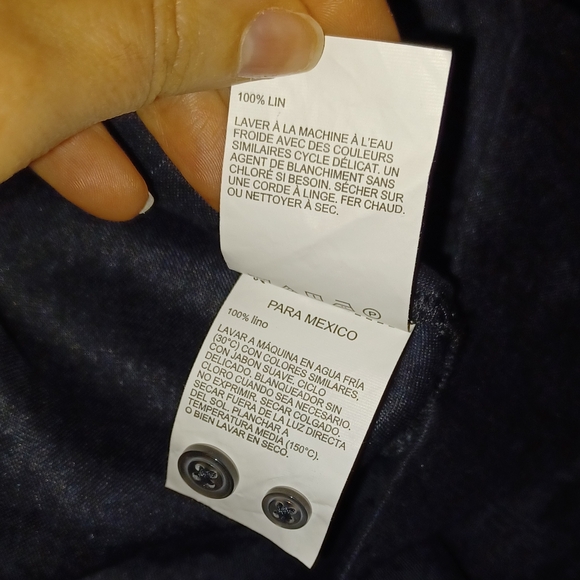 100% LIN
LAVER À LA MACHINE À L'EAU
FROIDE AVEC DES COULEURS
SIMILAIRES CYCLE DÉLICAT. UN
AGENT DE BLANCHIMENT SANS
CHLORÉ SI BESOIN. SÉCHER SUR
UNE CORDE À LINGE. FER CHAUD.
OU NETTOYER À SEC.
PARA MEXICO
100% lino
LAVAR A MÁQUINA EN AGUA FRÍA
(30°C) CON COLORES SIMILARES,
CON JABON SUAVE. CICLO
DELICADO. BLANQUEADOR SIN
CLORO CUANDO SEA NECESARIO.
NO EXPRIMIR. SECAR COLGADO.
SECAR FUERA DE LA LUZ DIRECTA
DEL SOL. PLANCHAR A
TEMPERATURA MEDIA (150°C).
O BIEN LAVAR EN SECO.